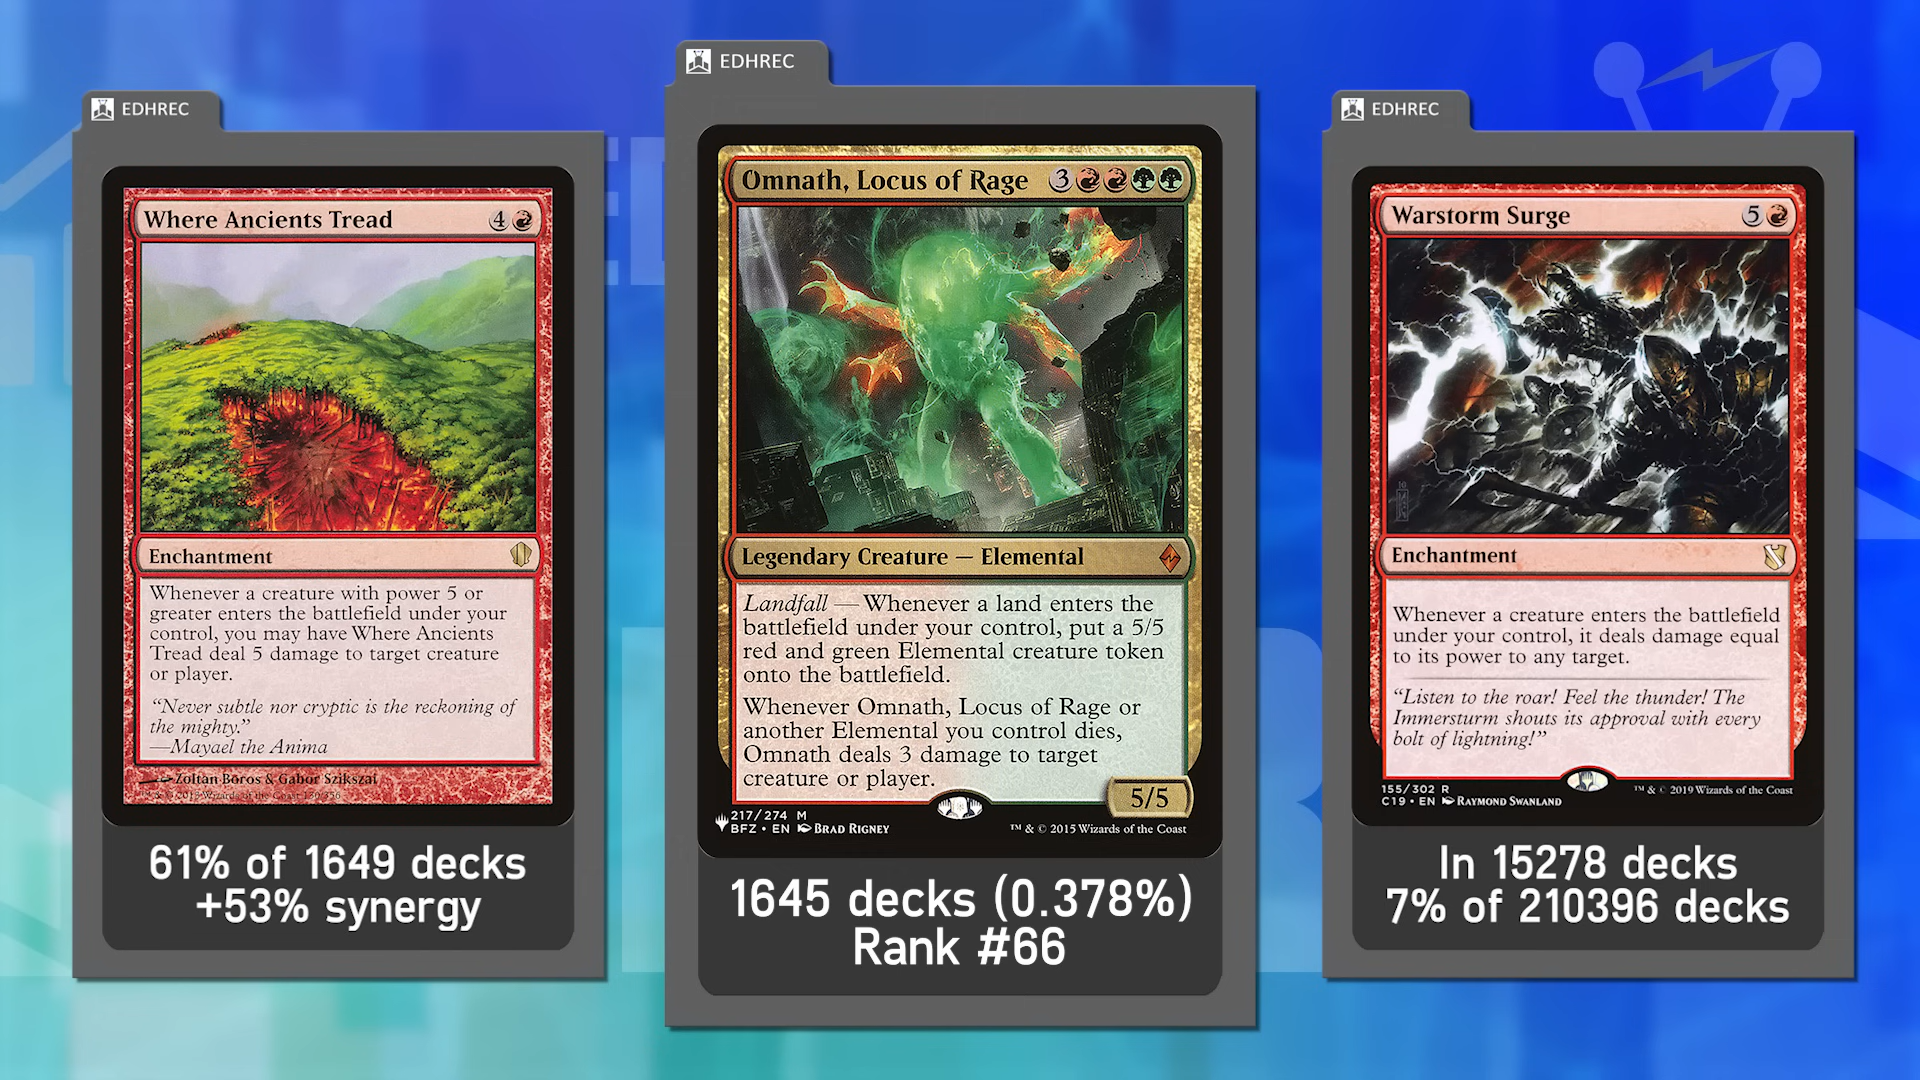 EDHREC
Where Ancients Tread 4
Enchantment
Whenever a creature with power 5 or
greater enters the battlefield under your
control, you may have Where Ancients
Tread deal 5 damage to target creature
or player.
“Never subtle nor cryptic is the reckoning of
the mighty.”
—Mayael the Anima
Zoltan Boros & Gabor Szikszai
61% of 1649 decks
+53% synergy
EDHREC
Omnath, Locus of Rage 3
Legendary Creature — Elemental
Landfall — Whenever a land enters the
battlefield under your control, put a 5/5
red and green Elemental creature token
onto the battlefield.
Whenever Omnath, Locus of Rage or
another Elemental you control dies,
Omnath deals 3 damage to target
creature or player.
5/5
217/274 M
BFZ • EN Brad Rigney
™ & © 2015 Wizards of the Coast
1645 decks (0.378%)
Rank #66
EDHREC
Warstorm Surge 5
Enchantment
Whenever a creature enters the battlefield
under your control, it deals damage equal
to its power to any target.
“Listen to the roar! Feel the thunder! The
Immersturm shouts its approval with every
bolt of lightning!”
155/302 R
C19 • EN Raymond Swanland
™ & © 2019 Wizards of the Coast
In 15278 decks
7% of 210396 decks